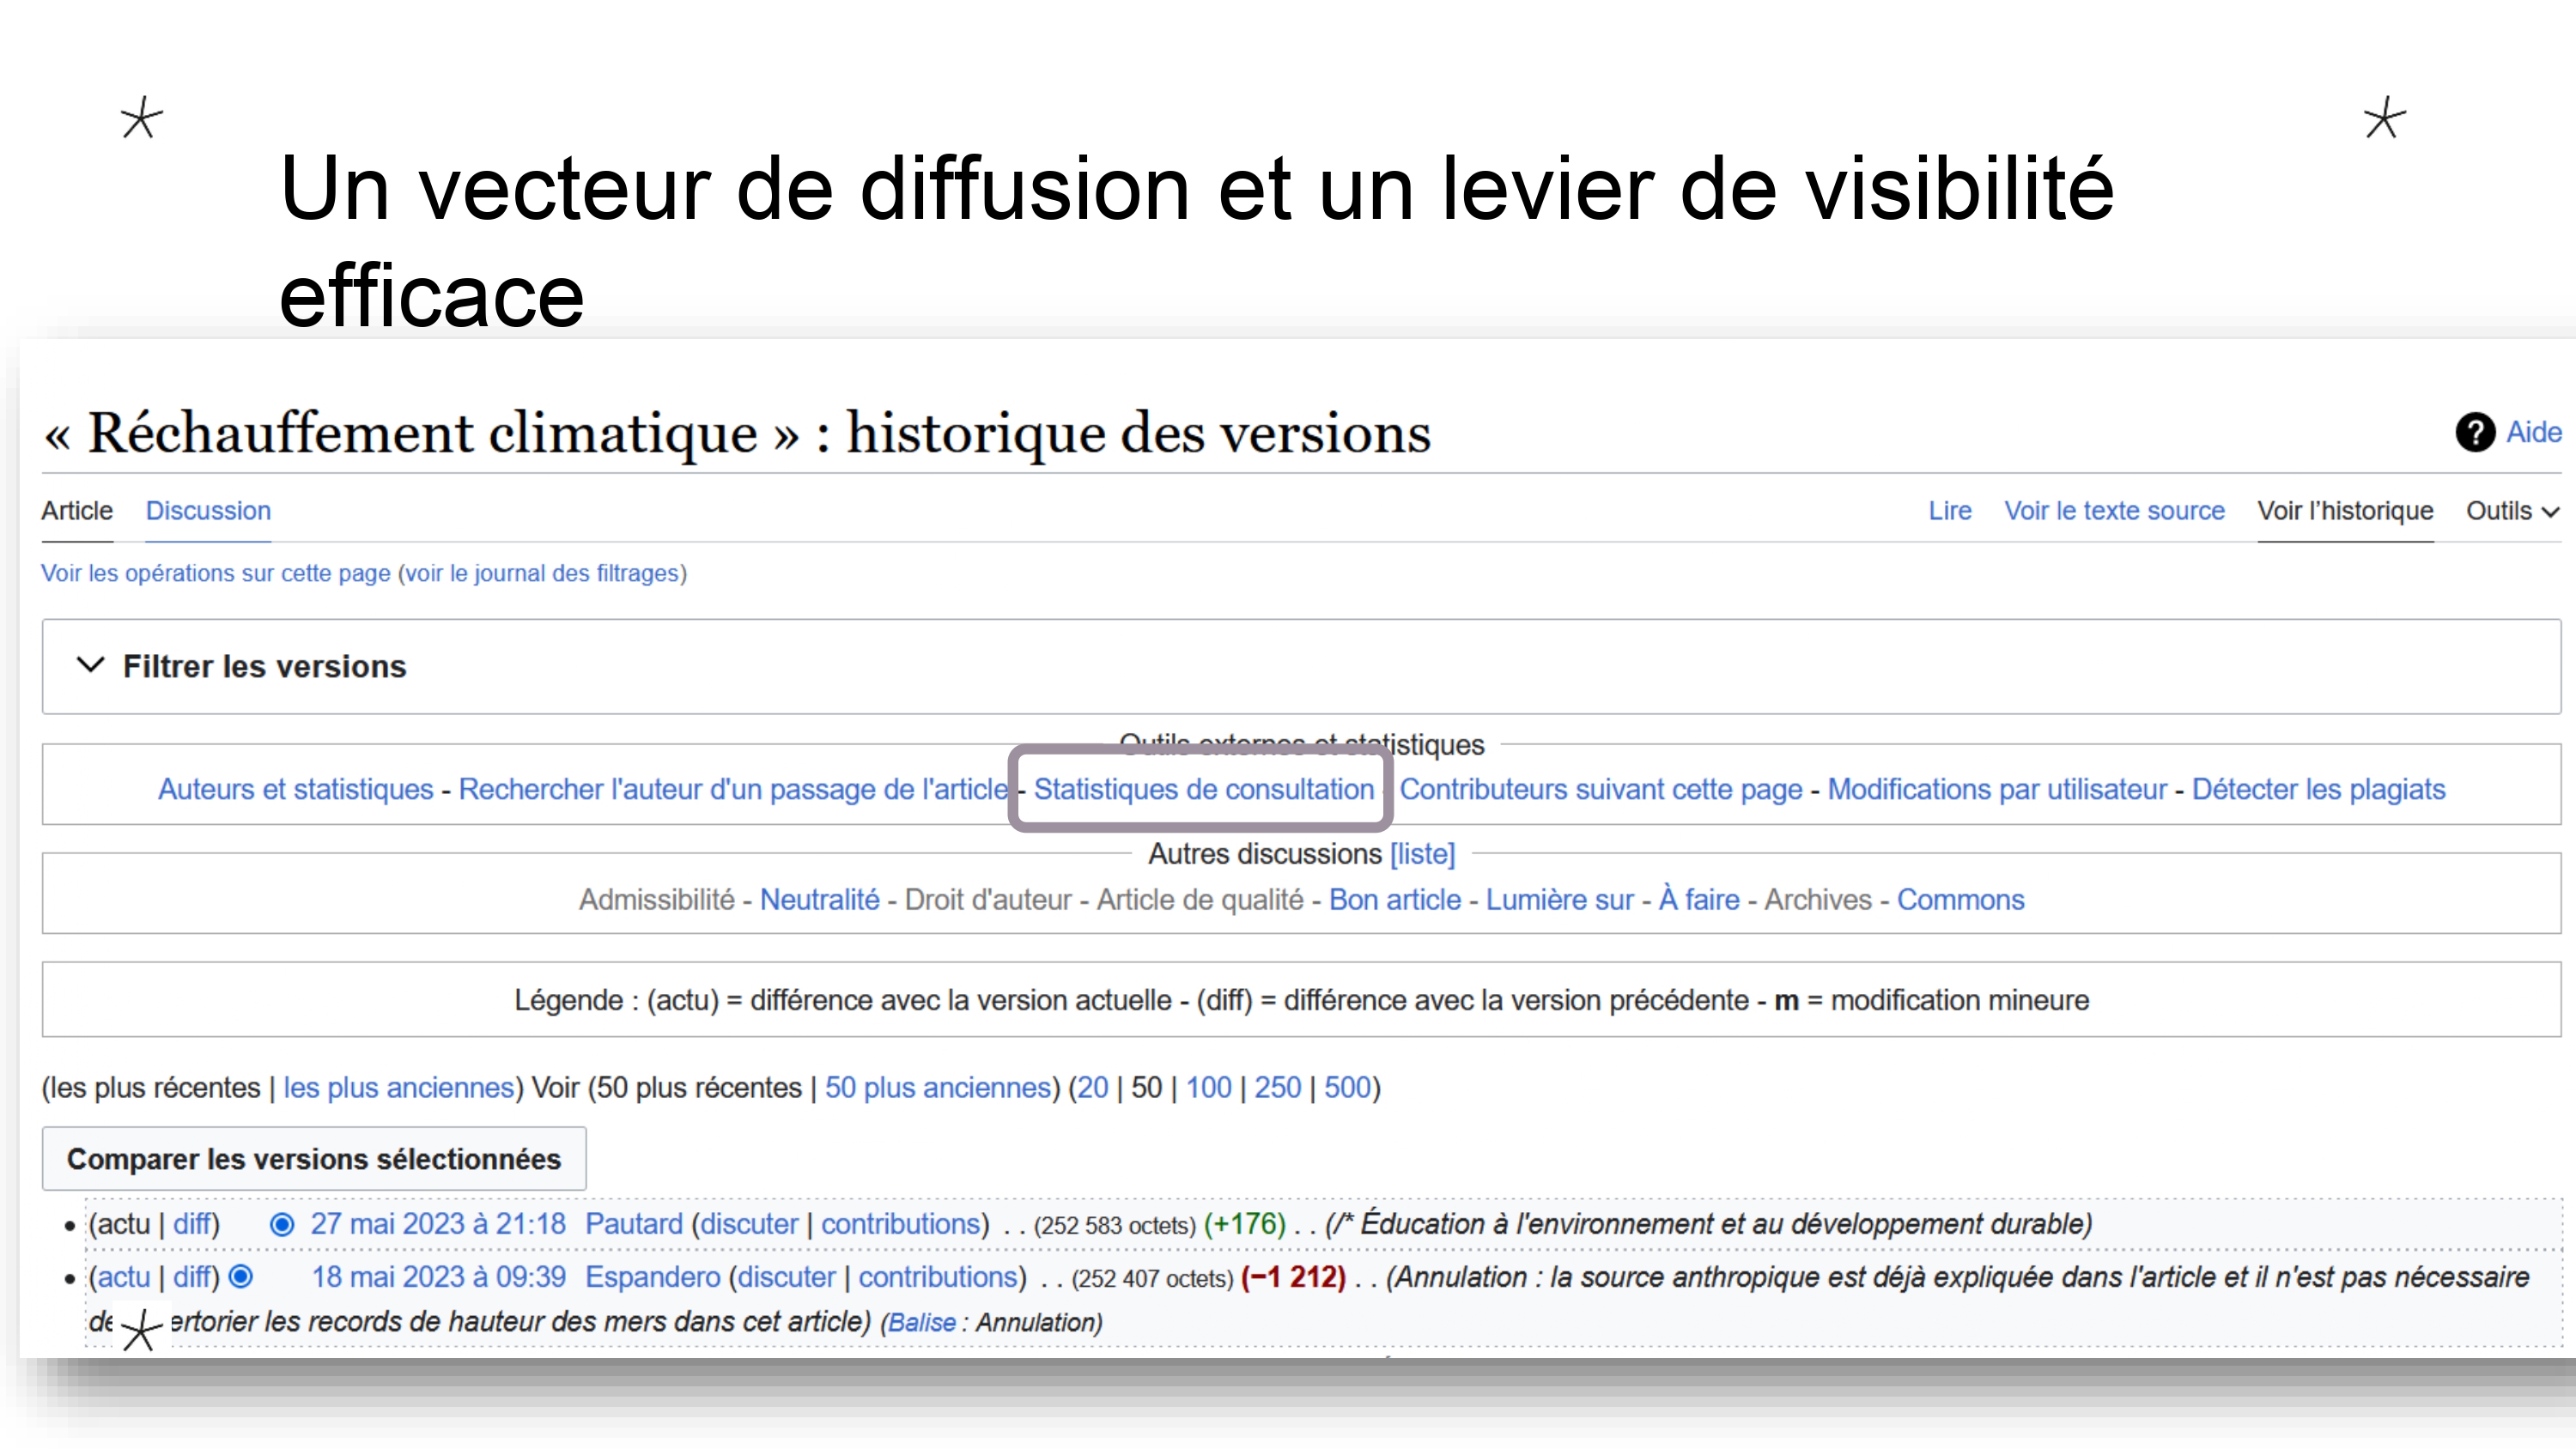 Un vecteur de diffusion et un levier de visibilité
efficace
« Réchauffement climatique » : historique des versions
? Aide
Article Discussion Lire Voir le texte source Voir l'historique Outils
Voir les opérations sur cette page (voir le journal des filtrages)
Filtrer les versions
Outils externes et statistiques
Auteurs et statistiques - Rechercher l'auteur d'un passage de l'article - Statistiques de consultation - Contributeurs suivant cette page - Modifications par utilisateur - Détecter les plagiats
Autres discussions [liste]
Admissibilité - Neutralité - Droit d'auteur - Article de qualité - Bon article - Lumière sur - À faire - Archives - Commons
Légende : (actu) = différence avec la version actuelle - (diff) = différence avec la version précédente - m = modification mineure
(les plus récentes | les plus anciennes) Voir (50 plus récentes | 50 plus anciennes) (20 | 50 | 100 | 250 | 500)
Comparer les versions sélectionnées
(actu | diff) 27 mai 2023 à 21:18 Pautard (discuter | contributions) . . (252 583 octets) (+176) . . (/* Éducation à l'environnement et au développement durable)
(actu | diff) 18 mai 2023 à 09:39 Espandero (discuter | contributions) . . (252 407 octets) (−1 212) . . (Annulation : la source anthropique est déjà expliquée dans l'article et il n'est pas nécessaire
les records de hauteur des mers dans cet article) (Balise : Annulation)